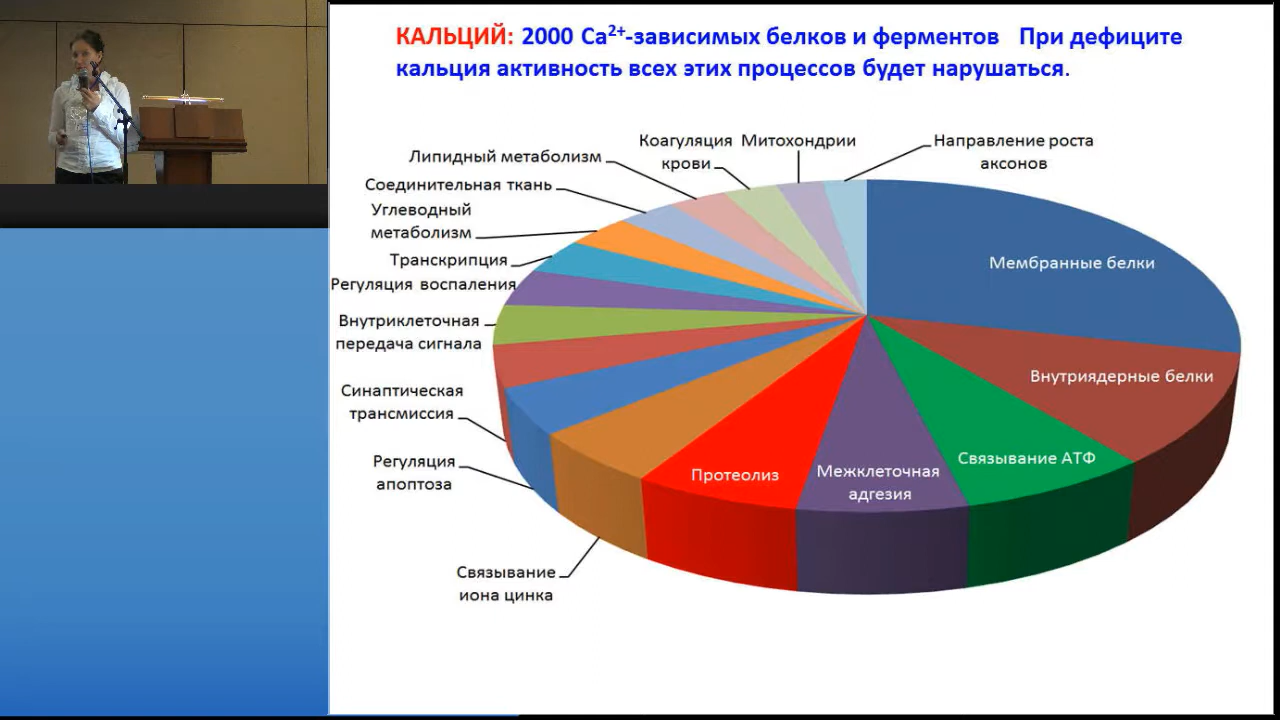 КАЛЬЦИЙ: 2000 Ca²⁺-зависимых белков и ферментов При дефиците
кальция активность всех этих процессов будет нарушаться.
Коагуляция
крови
Митохондрии
Направление роста
аксонов
Липидный метаболизм
Соединительная ткань
Углеводный
метаболизм
Транскрипция
Регуляция воспаления
Внутриклеточная
передача сигнала
Синаптическая
трансмиссия
Регуляция
апоптоза
Связывание
иона цинка
Мембранные белки
Внутриядерные белки
Связывание АТФ
Межклеточная
адгезия
Протеолиз